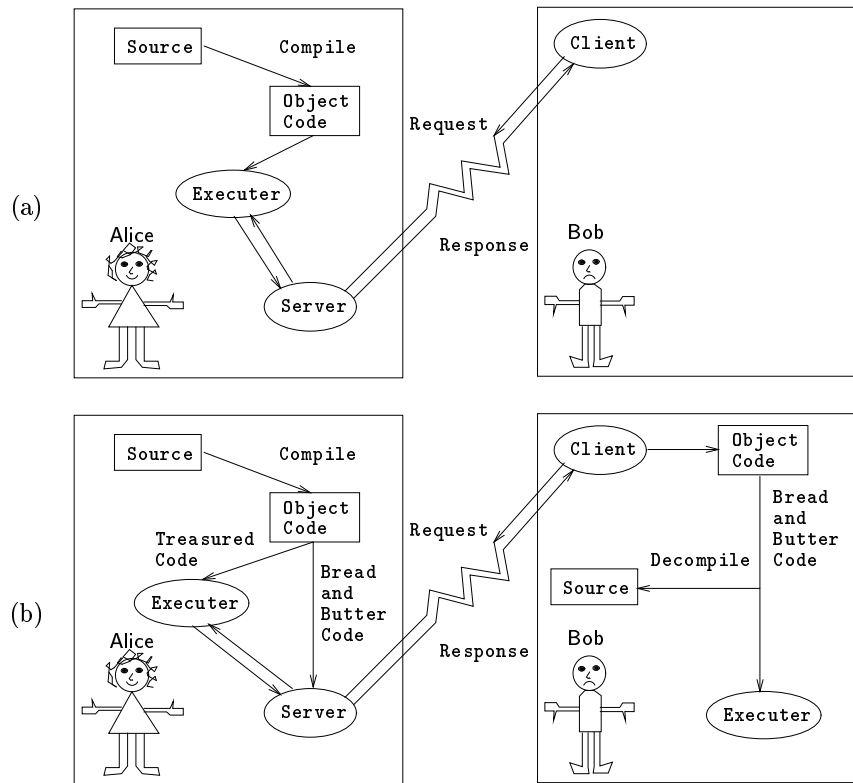 Source
Compile
Client
Object
Code
Request
(a)
Executer
Alice
Bob
Response
Server
Source
Compile
Client
Object
Code
Object
Code
Request
Bread
and
Butter
Code
Treasured
Code
Bread
and
Butter
Code
Decompile
Executer
Source
(b)
Alice
Bob
Response
Server
Executer